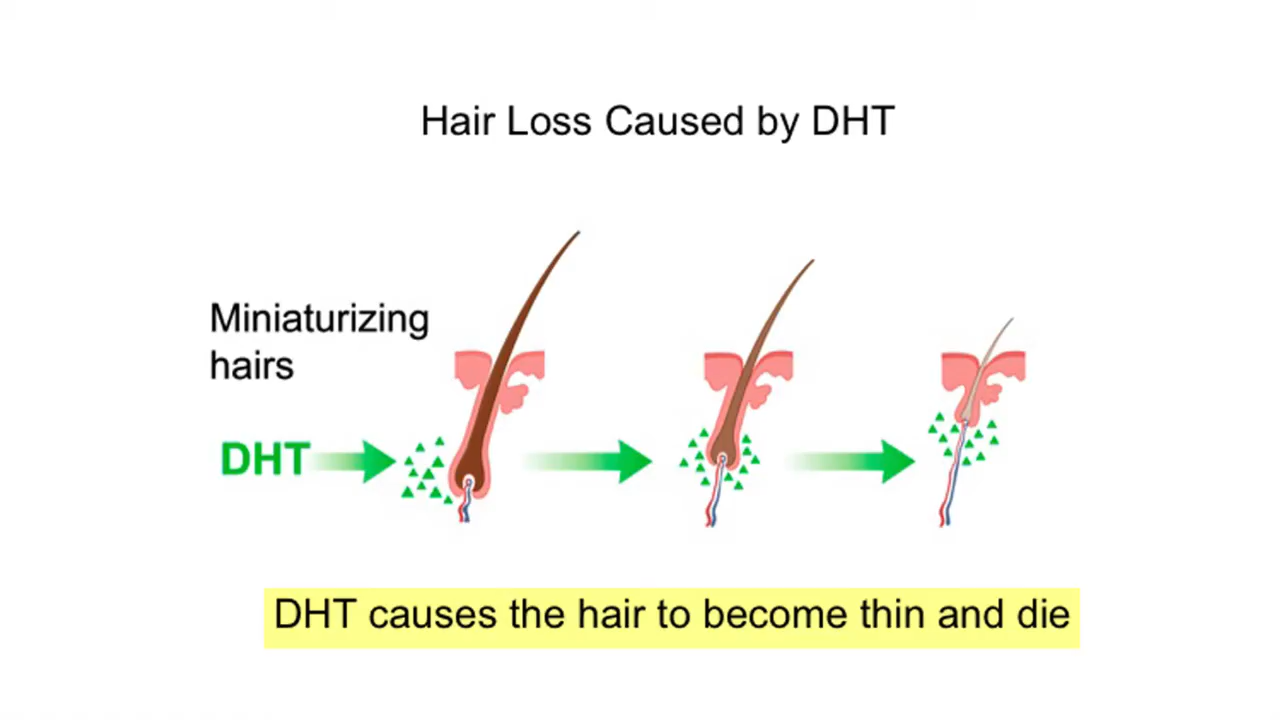 Hair Loss Caused by DHT
Miniaturizing
hairs
DHT
DHT causes the hair to become thin and die